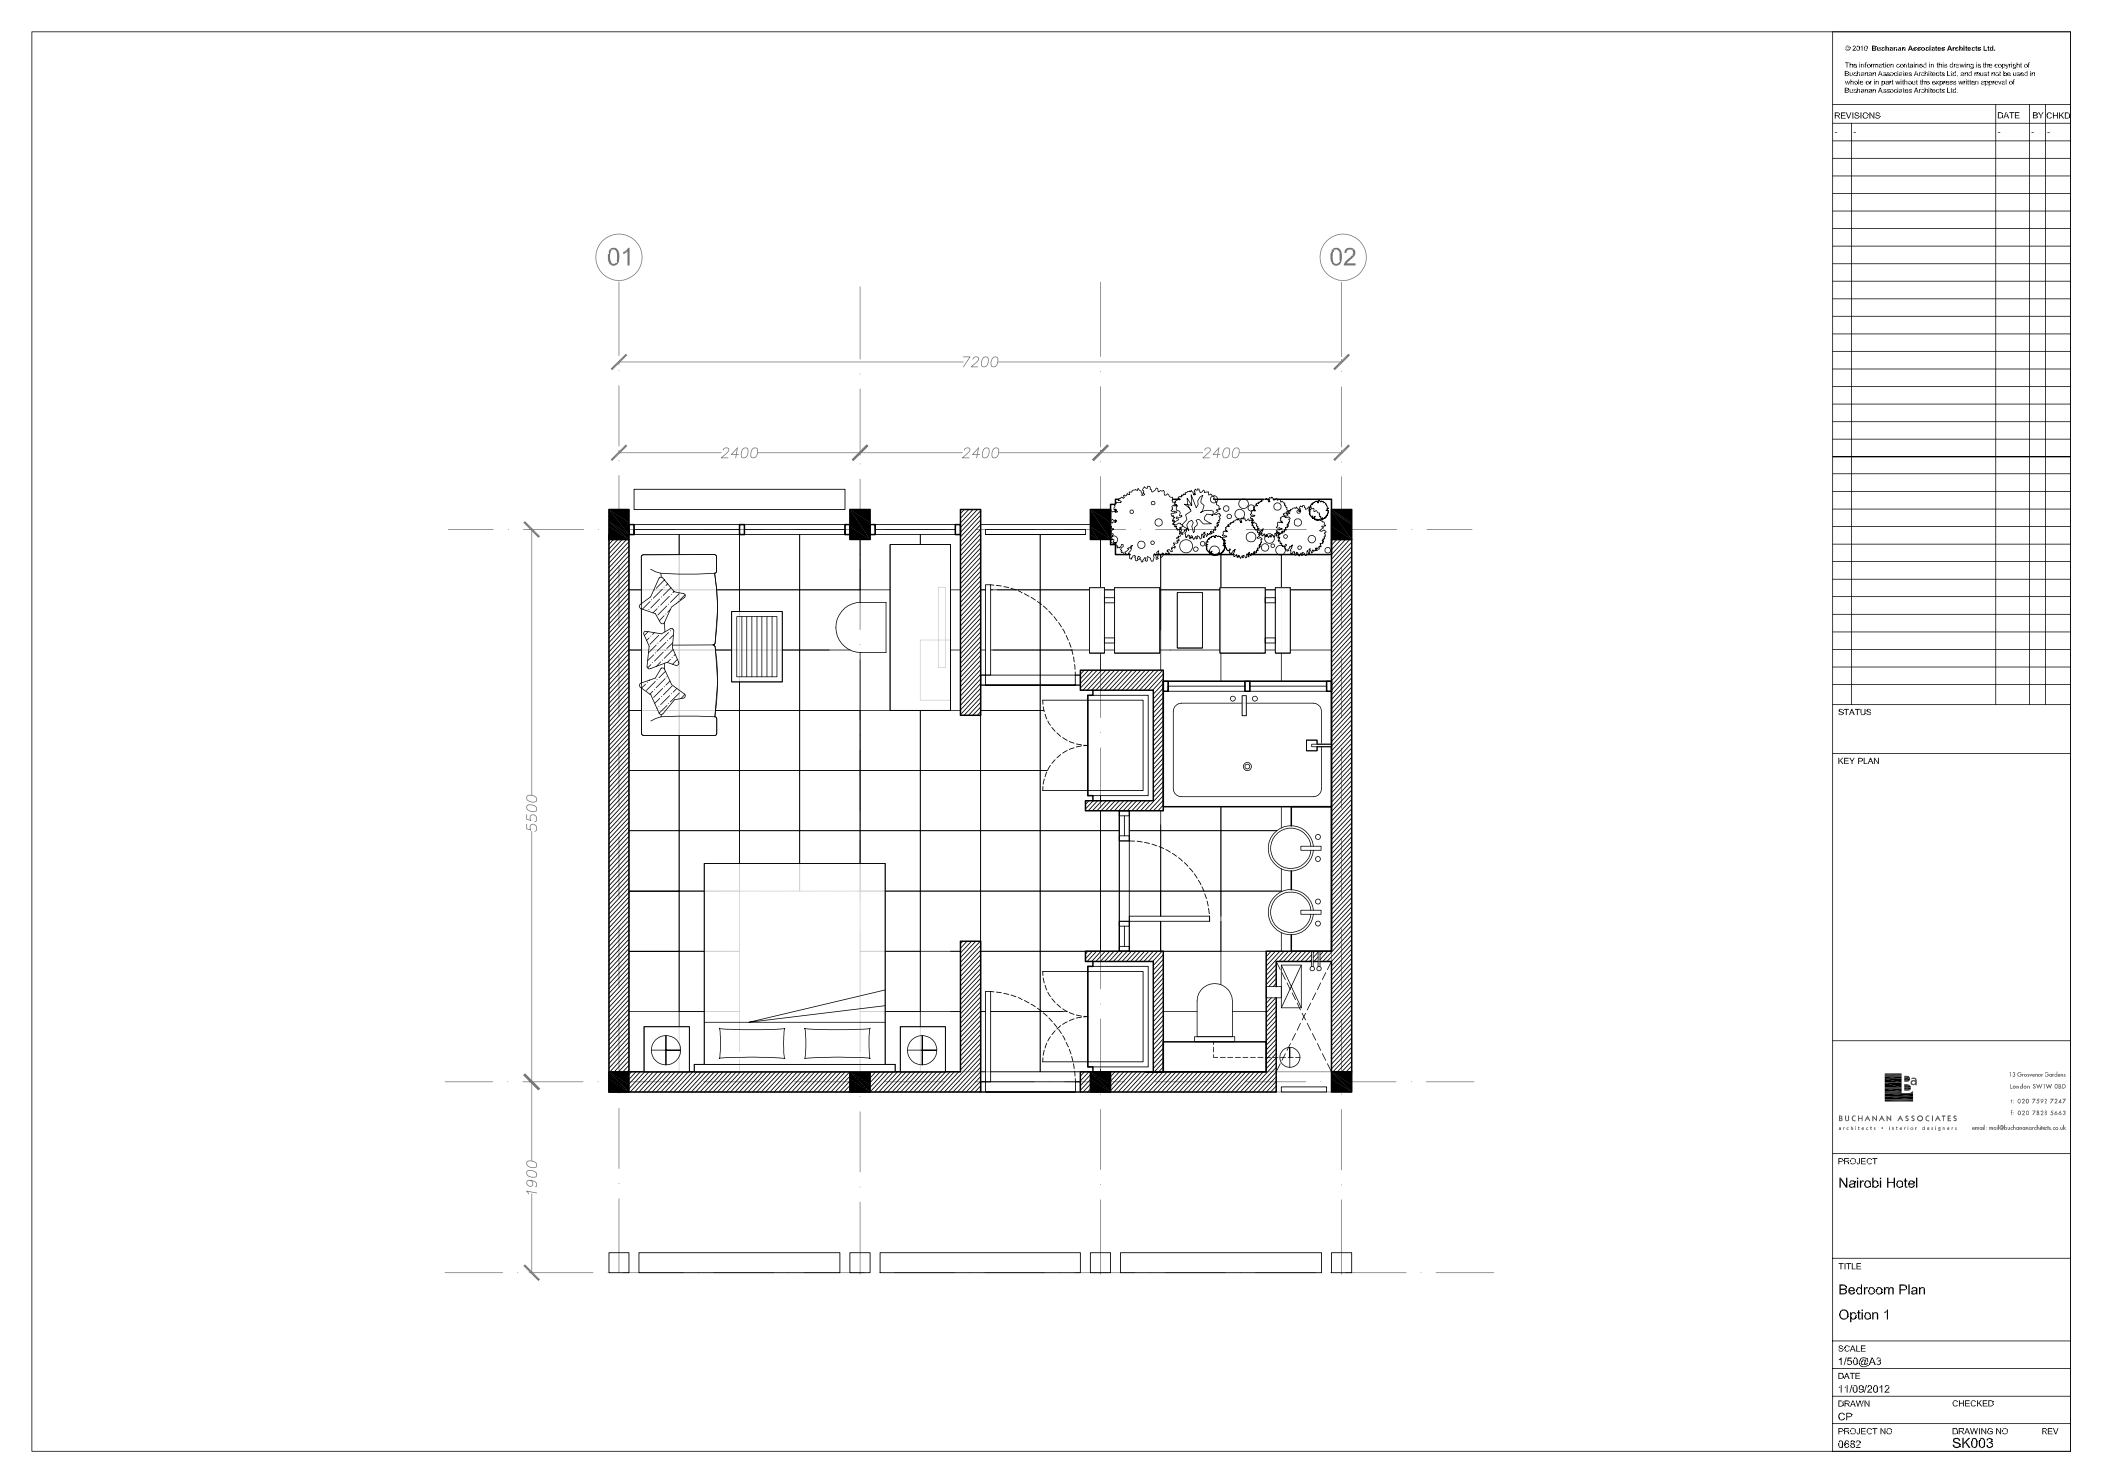 © 2010 Buchanan Associates Architects Ltd.
The information contained in this drawing is the copyright of
Buchanan Associates Architects Ltd, and must not be used in
whole or in part without the express written approval of
Buchanan Associates Architects Ltd.
REVISIONS DATE BY CHKD
- - - - -
01 02
7200
2400 2400 2400
5500
1900
STATUS
KEY PLAN
Ba
BUCHANAN ASSOCIATES
architects • interior designers
13 Grosvenor Gardens
London SW1W 0BD
t: 020 7592 7247
f: 020 7828 5663
email: mail@buchananarchitects.co.uk
PROJECT
Nairobi Hotel
TITLE
Bedroom Plan
Option 1
SCALE
1/50@A3
DATE
11/09/2012
DRAWN CHECKED
CP
PROJECT NO DRAWING NO REV
0682 SK003